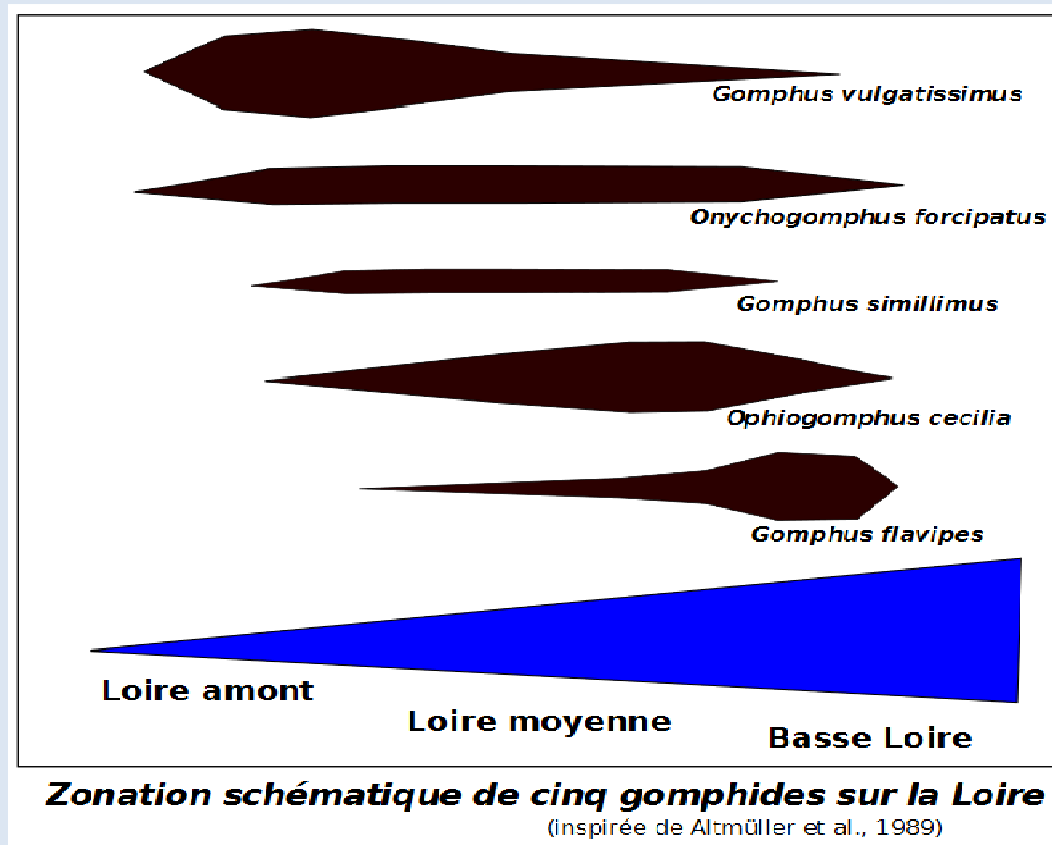 Gomphus vulgatissimus
Onychogomphus forcipatus
Gomphus simillimus
Ophiogomphus cecilia
Gomphus flavipes
Loire amont
Loire moyenne
Basse Loire
Zonation schématique de cinq gomphides sur la Loire
(inspirée de Altmüller et al., 1989)